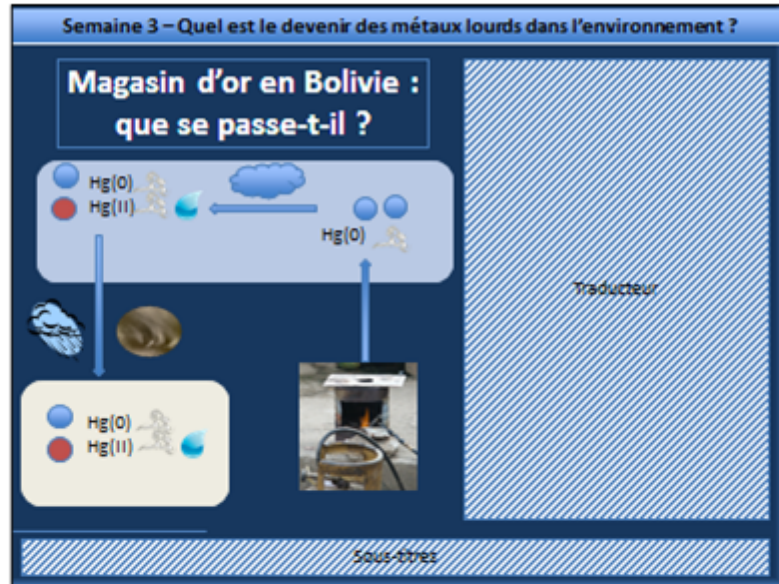 Semaine 3 – Quel est le devenir des métaux lourds dans l'environnement ?
Magasin d'or en Bolivie :
que se passe-t-il ?
Hg(0)
Hg(II)
Hg(0)
Traducteur
Hg(0)
Hg(II)
Sous-titres